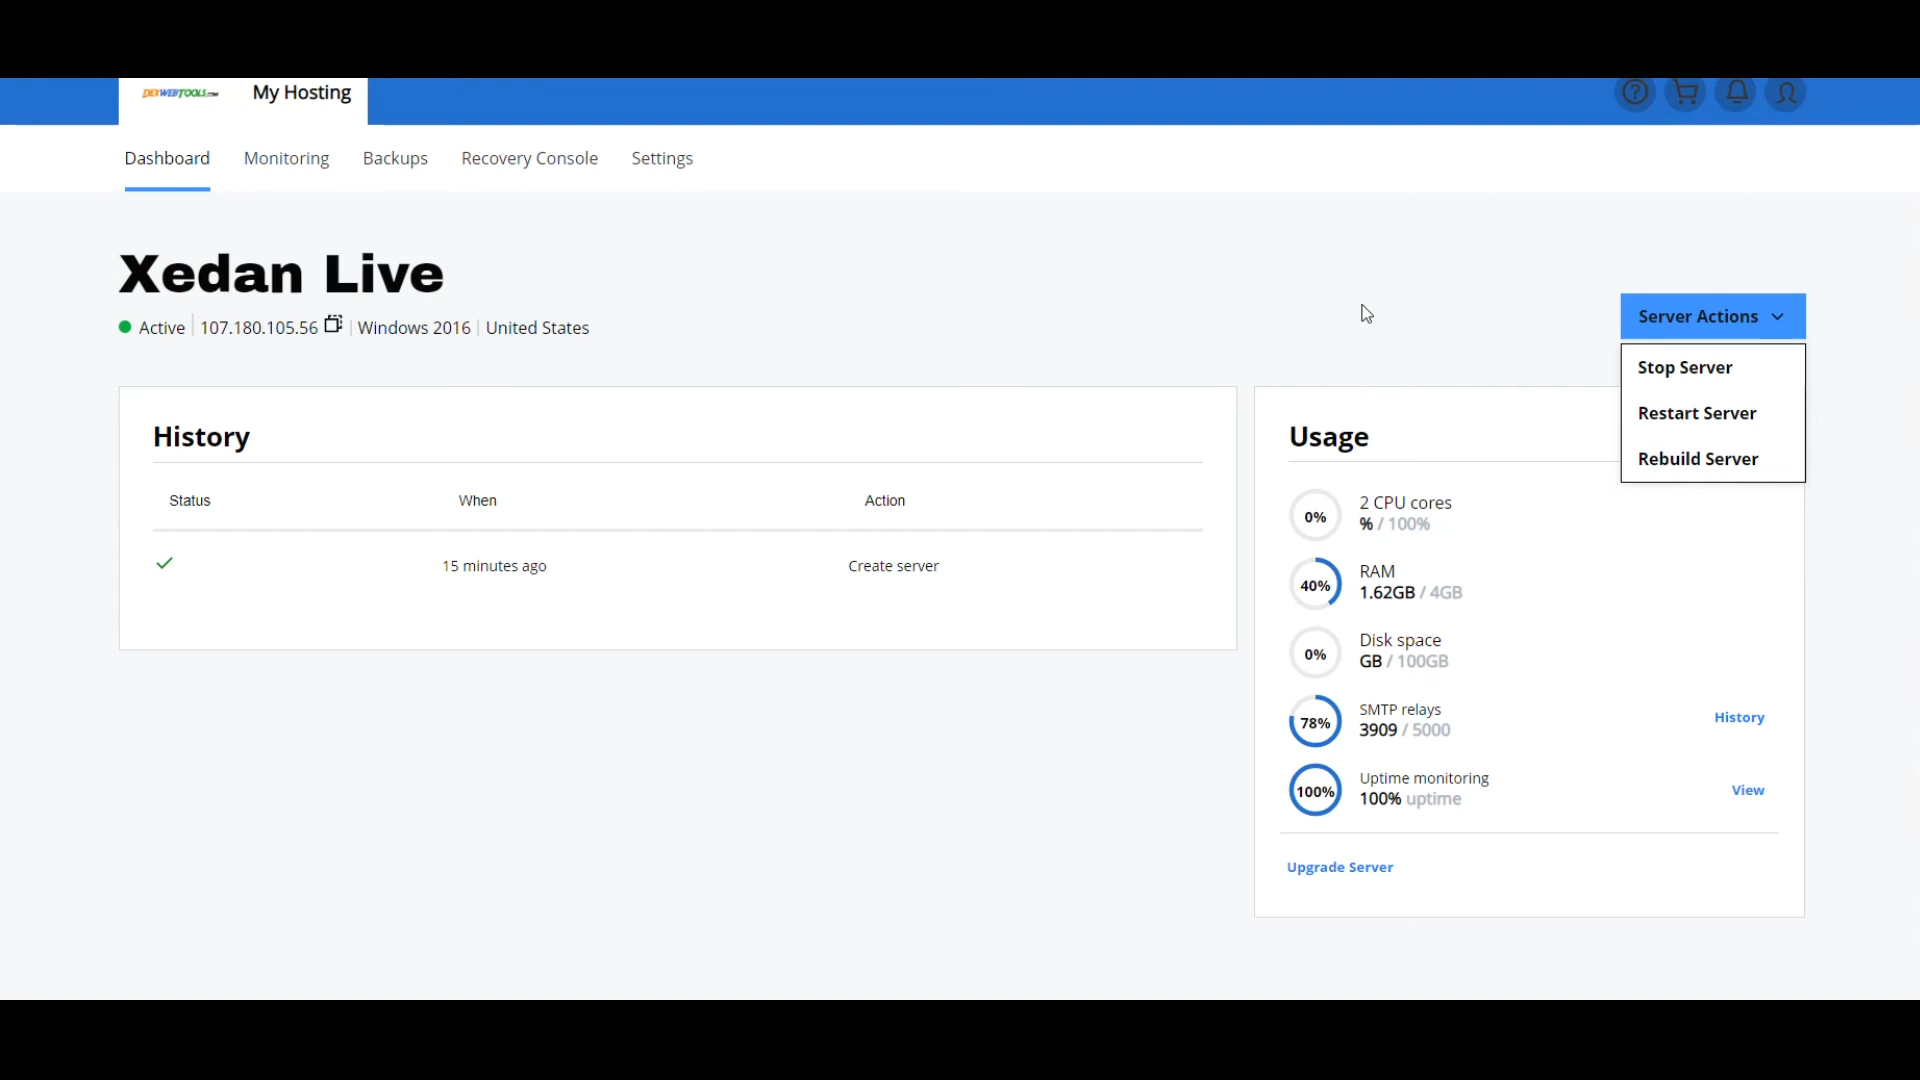 DEXWEBTOOLS.COM My Hosting
Dashboard Monitoring Backups Recovery Console Settings
Xedan Live
Active 107.180.105.56 Windows 2016 United States
Server Actions
Stop Server
Restart Server
Rebuild Server
History
Status When Action
15 minutes ago Create server
Usage
0% 2 CPU cores
% / 100%
40% RAM
1.62GB / 4GB
0% Disk space
GB / 100GB
78% SMTP relays
3909 / 5000
History
100% Uptime monitoring
100% uptime
View
Upgrade Server